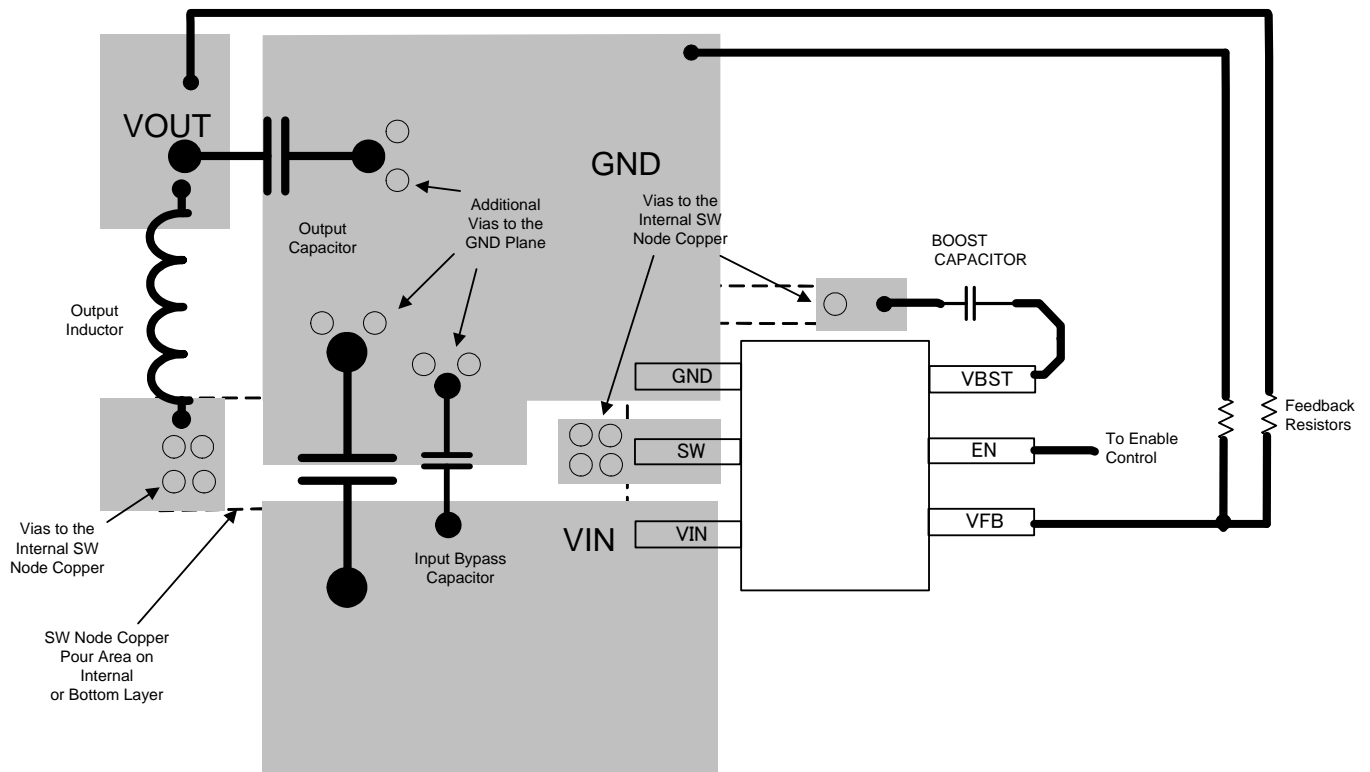 VOUT
GND
Output
Capacitor
Additional
Vias to the
GND Plane
Vias to the
Internal SW
Node Copper
BOOST
CAPACITOR
Output
Inductor
GND
VBST
Feedback
Resistors
SW
EN
To Enable
Control
Vias to the
Internal SW
Node Copper
VIN
VIN
VFB
Input Bypass
Capacitor
SW Node Copper
Pour Area on
Internal
or Bottom Layer